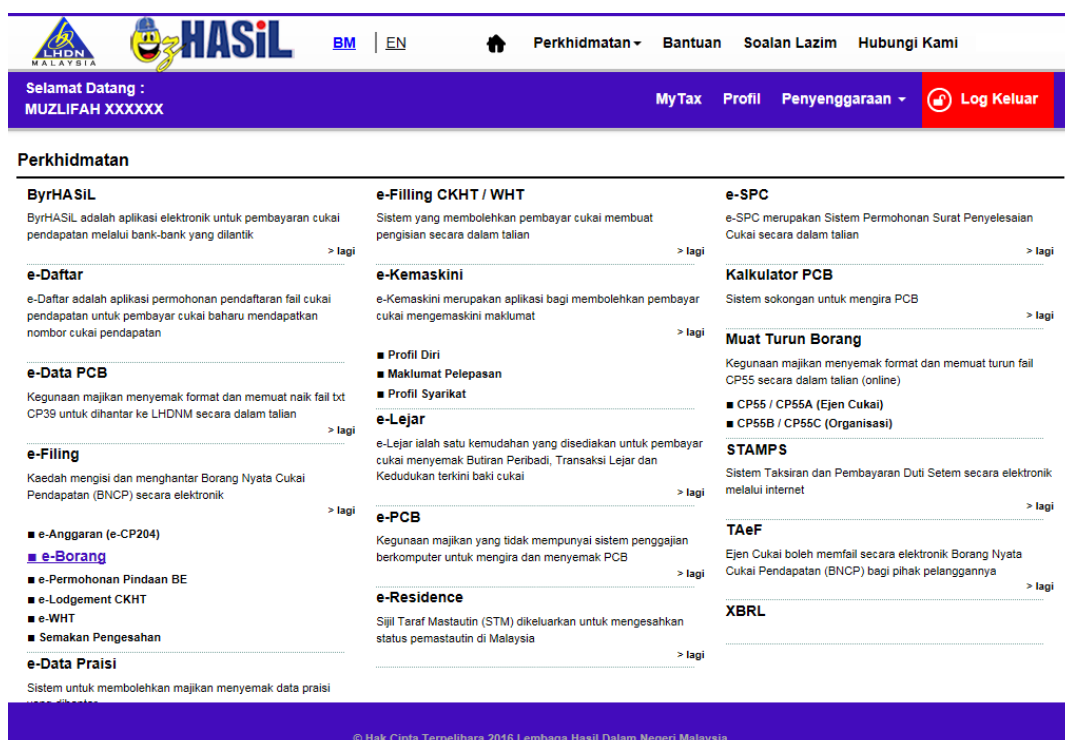 LHDN
MALAYSIA
ezHASiL
BM | EN
Perkhidmatan
Bantuan
Soalan Lazim
Hubungi Kami
Selamat Datang :
MUZLIFAH XXXXXX
MyTax
Profil
Penyenggaraan
Log Keluar
Perkhidmatan
ByrHASiL
ByrHASiL adalah aplikasi elektronik untuk pembayaran cukai
pendapatan melalui bank-bank yang dilantik
> lagi
e-Daftar
e-Daftar adalah aplikasi permohonan pendaftaran fail cukai
pendapatan untuk pembayar cukai baharu mendapatkan
nombor cukai pendapatan
e-Data PCB
Kegunaan majikan menyemak format dan memuat naik fail txt
CP39 untuk dihantar ke LHDNM secara dalam talian
> lagi
e-Filing
Kaedah mengisi dan menghantar Borang Nyata Cukai
Pendapatan (BNCP) secara elektronik
> lagi
■ e-Anggaran (e-CP204)
■ e-Borang
■ e-Permohonan Pindaan BE
■ e-Lodgement CKHT
■ e-WHT
■ Semakan Pengesahan
e-Data Praisi
Sistem untuk membolehkan majikan menyemak data praisi
e-Filling CKHT / WHT
Sistem yang membolehkan pembayar cukai membuat
pengisian secara dalam talian
> lagi
e-Kemaskini
e-Kemaskini merupakan aplikasi bagi membolehkan pembayar
cukai mengemaskini maklumat
> lagi
■ Profil Diri
■ Maklumat Pelepasan
■ Profil Syarikat
e-Lejar
e-Lejar ialah satu kemudahan yang disediakan untuk pembayar
cukai menyemak Butiran Peribadi, Transaksi Lejar dan
Kedudukan terkini baki cukai
> lagi
e-PCB
Kegunaan majikan yang tidak mempunyai sistem penggajian
berkomputer untuk mengira dan menyemak PCB
> lagi
e-Residence
Sijil Taraf Mastautin (STM) dikeluarkan untuk mengesahkan
status pemastautin di Malaysia
> lagi
e-SPC
e-SPC merupakan Sistem Permohonan Surat Penyelesaian
Cukai secara dalam talian
> lagi
Kalkulator PCB
Sistem sokongan untuk mengira PCB
> lagi
Muat Turun Borang
Kegunaan majikan menyemak format dan memuat turun fail
CP55 secara dalam talian (online)
■ CP55 / CP55A (Ejen Cukai)
■ CP55B / CP55C (Organisasi)
STAMPS
Sistem Taksiran dan Pembayaran Duti Setem secara elektronik
melalui internet
> lagi
TAeF
Ejen Cukai boleh memfail secara elektronik Borang Nyata
Cukai Pendapatan (BNCP) bagi pihak pelanggannya
> lagi
XBRL
© Hak Cipta Terpelihara 2016 Lembaga Hasil Dalam Negeri Malaysia